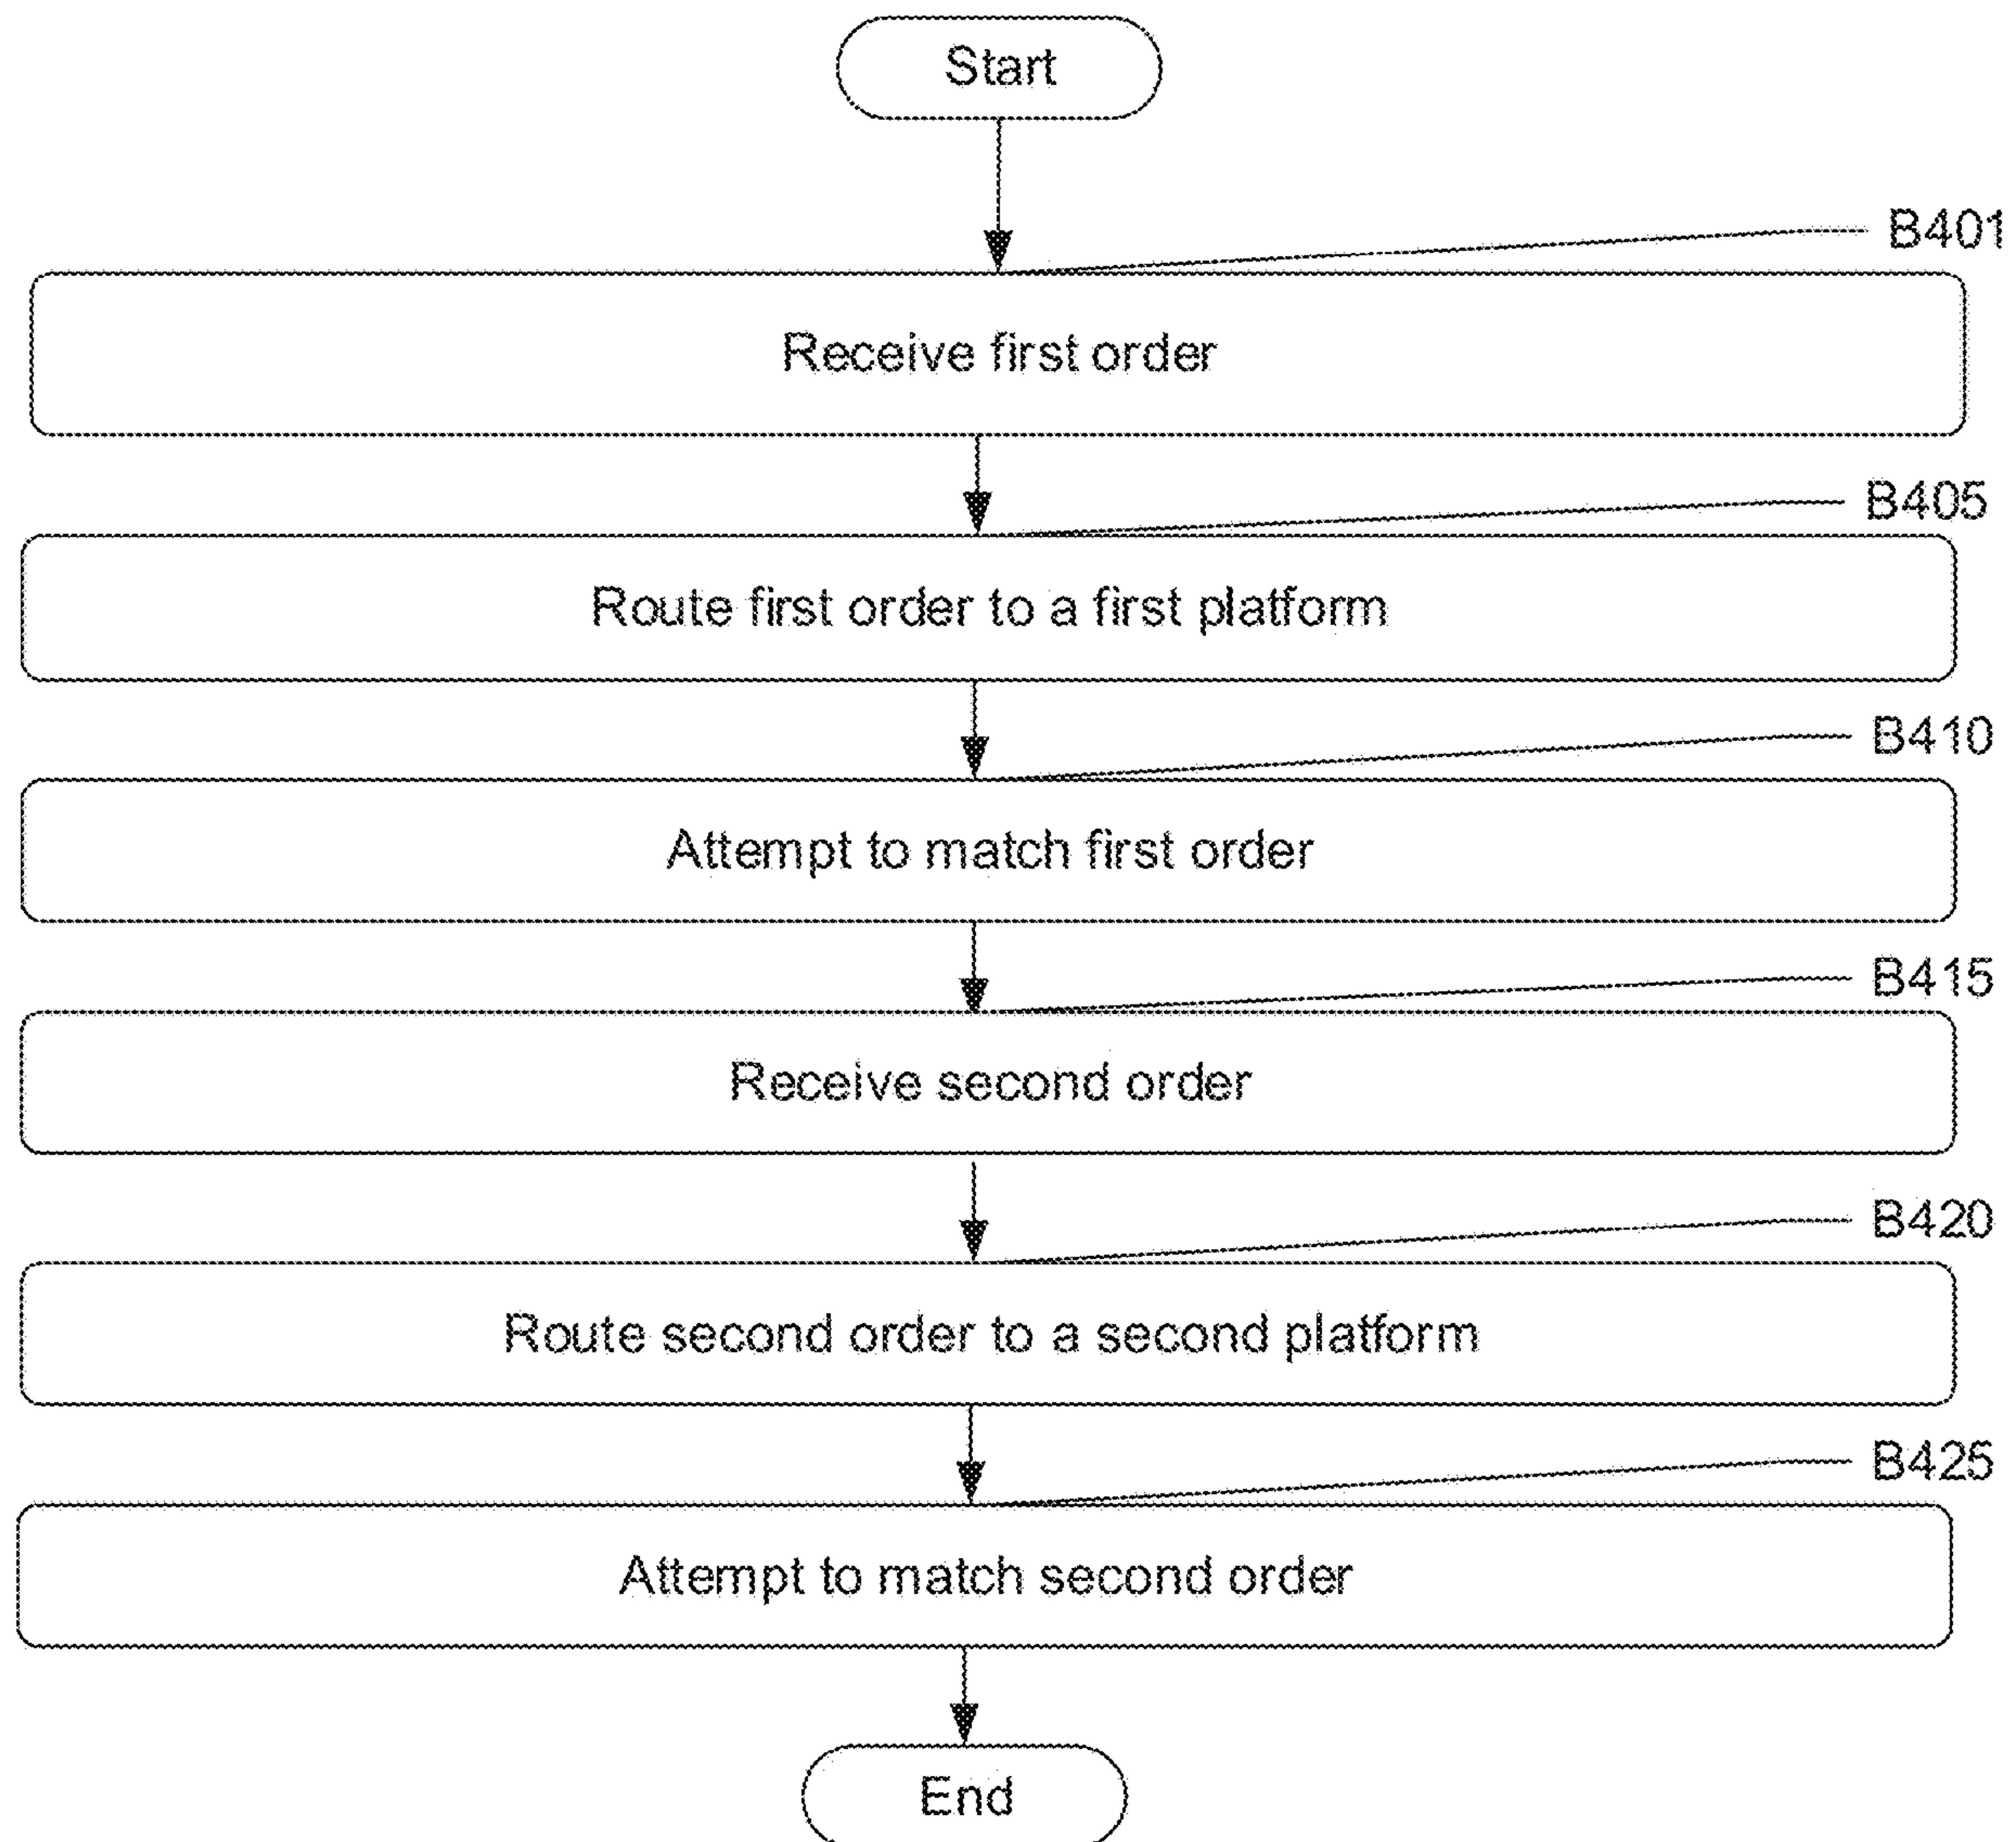 Start
B401
Receive first order
B405
Route first order to a first platform
B410
Attempt to match first order
B415
Receive second order
B420
Route second order to a second platform
B425
Attempt to match second order
End